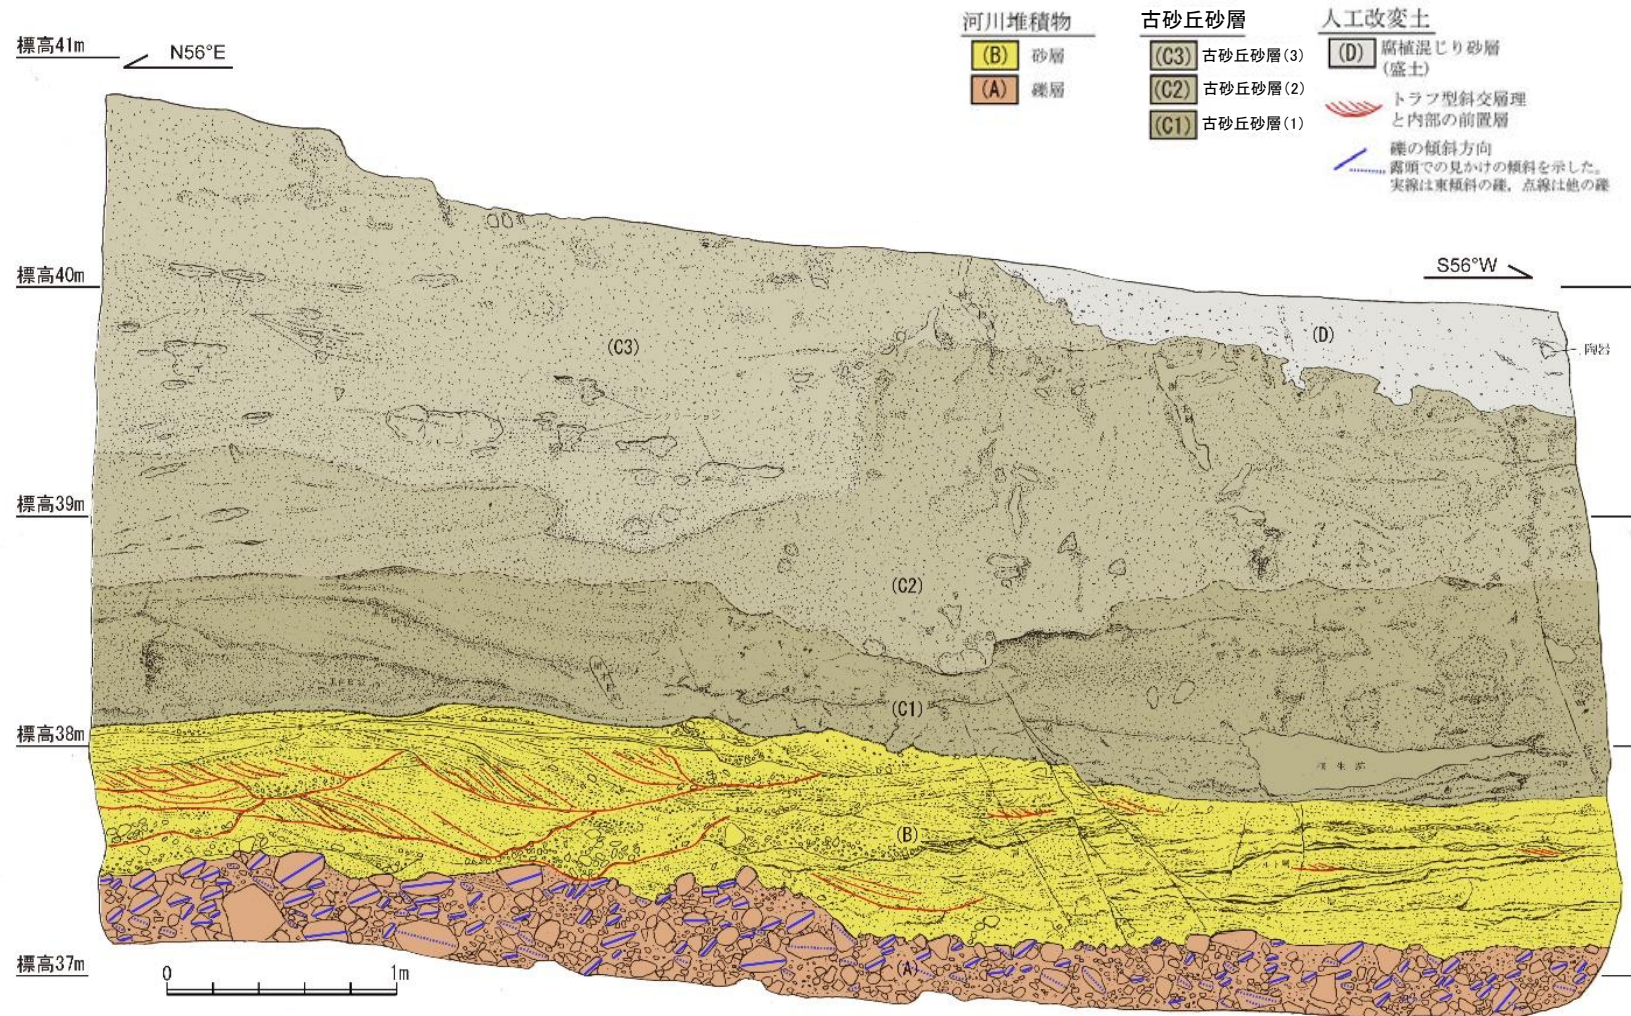 河川堆積物
(B) 砂層
(A) 礫層
古砂丘砂層
(C3) 古砂丘砂層(3)
(C2) 古砂丘砂層(2)
(C1) 古砂丘砂層(1)
人工改変土
(D) 腐植混じり砂層
(盛土)
トラフ型斜交層理
と内部の前置層
礫の傾斜方向
露頭での見かけの傾斜を示した。
実線は東傾斜の礫，点線は他の礫
標高41m
N56°E
標高40m
S56°W
(D)
陶器
(C3)
標高39m
(C2)
(C1)
標高38m
(B)
標高37m
(A)
0 1m